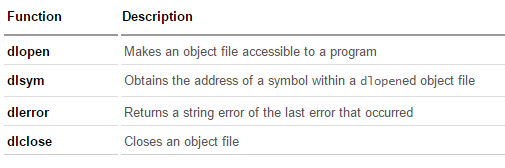 Function Description
dlopen Makes an object file accessible to a program
dlsym Obtains the address of a symbol within a dlopened object file
dlerror Returns a string error of the last error that occurred
dlclose Closes an object file